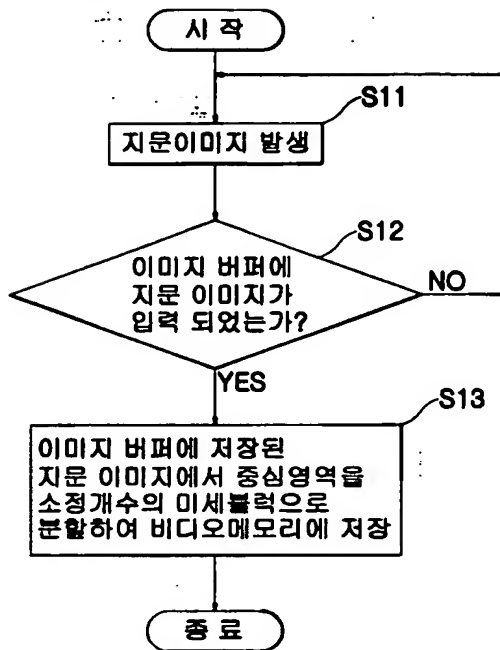 시 작
S11
지문이미지 발생
S12
이미지 버퍼에
지문 이미지가
입력 되었는가?
NO
YES
S13
이미지 버퍼에 저장된
지문 이미지에서 중심영역을
소정개수의 미세블럭으로
분할하여 비디오메모리에 저장
종 료